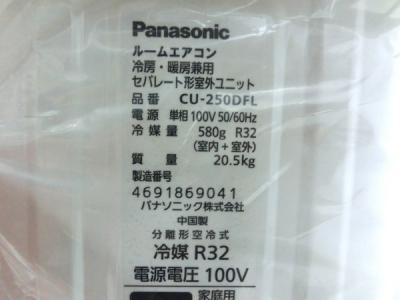 Panasonic
ルームエアコン
冷房・暖房兼用
セパレート形室外ユニット
品番 CU-250DFL
電源 単相100V 50/60Hz
冷媒量 580g R32
(室内+室外)
質量 20.5kg
製造番号
4691869041
パナソニック株式会社
中国製
分離形空冷式
冷媒 R32
電源電圧 100V
家庭用